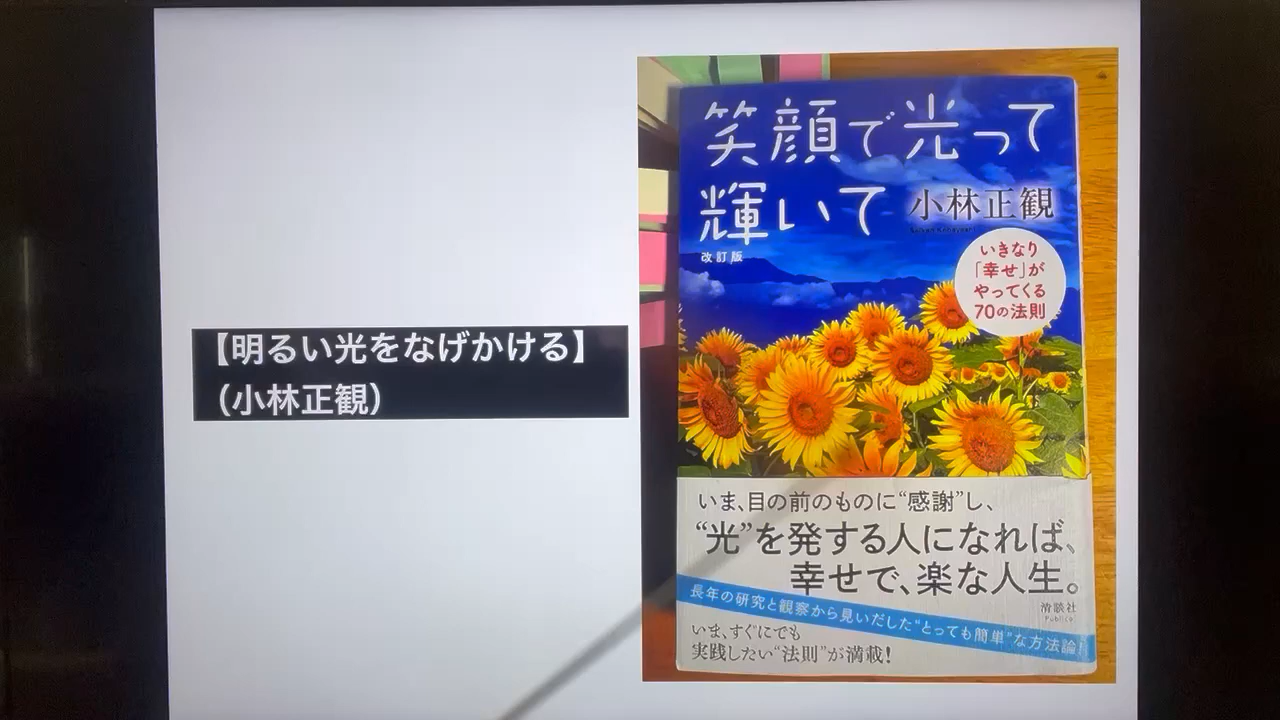 【明るい光をなげかける】
（小林正観）
笑顔で光って
輝いて
小林正観
改訂版
いきなり
「幸せ」が
やってくる
70の法則
いま、目の前のものに“感謝”し、
“光”を発する人になれば、
幸せで、楽な人生。
清談社
Publico
長年の研究と観察から見いだした“とっても簡単”な方法論！
いま、すぐにでも
実践したい“法則”が満載！